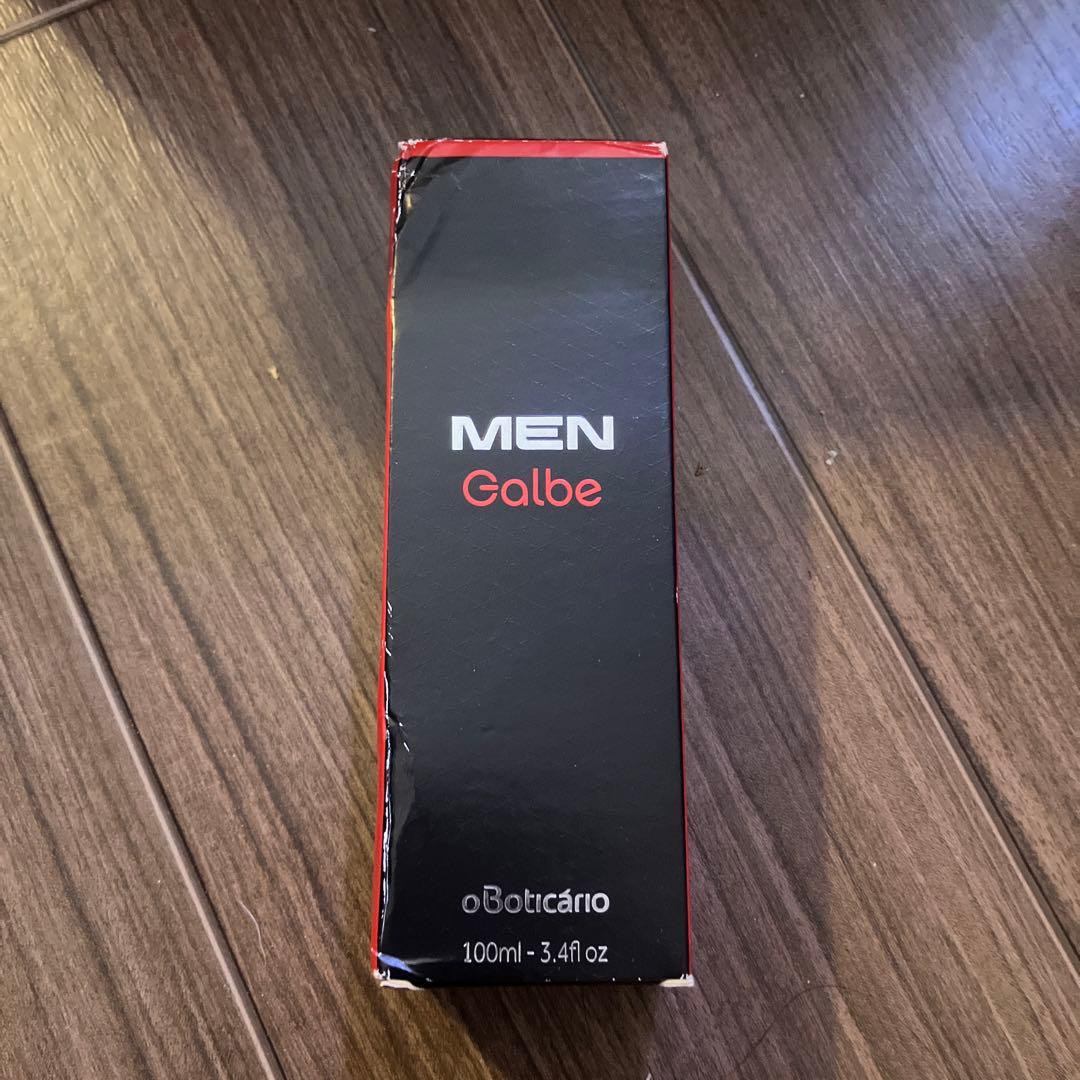 MEN
Galbe
oBoticário
100ml - 3.4fl oz